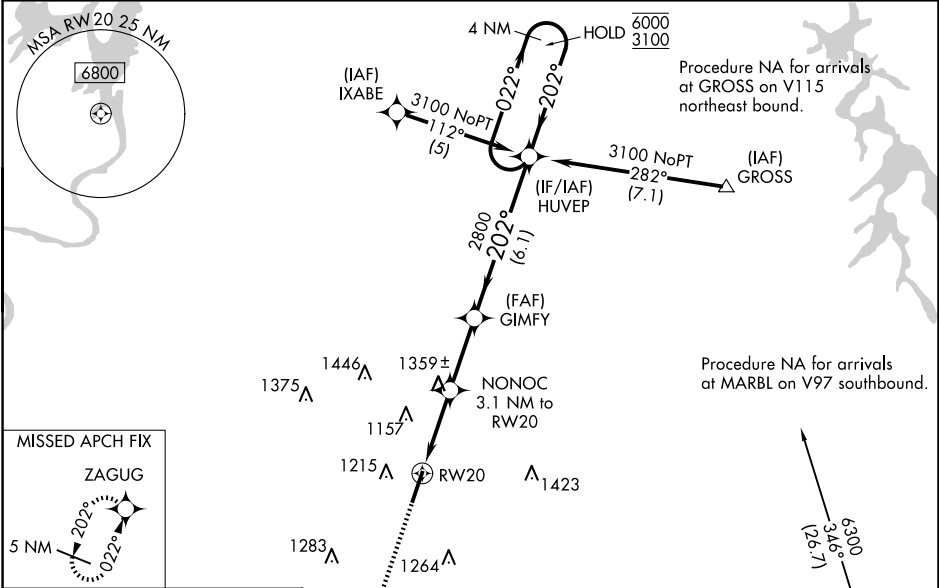 MSA RW20 25 NM
6800
4 NM
HOLD
6000
3100
022°
202°
Procedure NA for arrivals
at GROSS on V115
northeast bound.
(IAF)
IXABE
3100 NoPT
112°
(5)
3100 NoPT
282°
(7.1)
(IAF)
GROSS
(IF/IAF)
HUVEP
2800
202°
(6.1)
(FAF)
GIMFY
1446
1359±
1375
NONOC
3.1 NM to
RW20
1157
Procedure NA for arrivals
at MARBL on V97 southbound.
MISSED APCH FIX
ZAGUG
202°
022°
5 NM
1215
RW20
1423
1283
1264
6300
346°
(26.7)